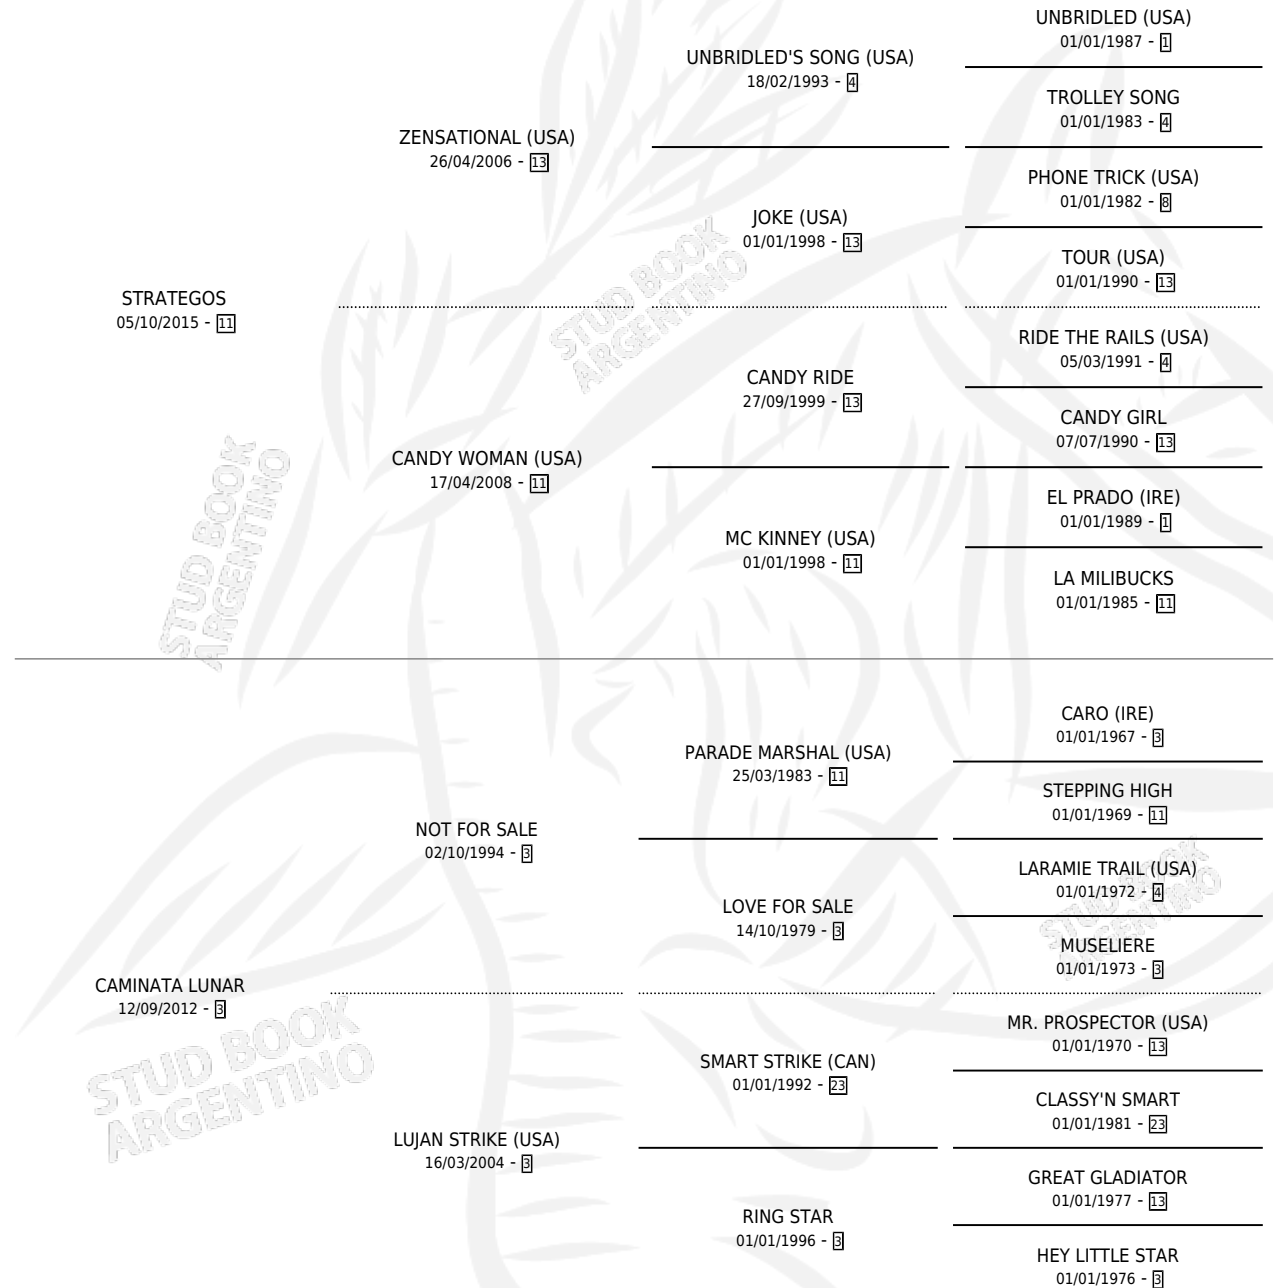 UNBRIDLED (USA)
01/01/1987 - 1
UNBRIDLED'S SONG (USA)
18/02/1993 - 4
TROLLEY SONG
01/01/1983 - 4
ZENSATIONAL (USA)
26/04/2006 - 13
PHONE TRICK (USA)
01/01/1982 - 8
JOKE (USA)
01/01/1998 - 13
TOUR (USA)
01/01/1990 - 13
STRATEGOS
05/10/2015 - 11
RIDE THE RAILS (USA)
05/03/1991 - 4
CANDY RIDE
27/09/1999 - 13
CANDY GIRL
07/07/1990 - 13
CANDY WOMAN (USA)
17/04/2008 - 11
EL PRADO (IRE)
01/01/1989 - 1
MC KINNEY (USA)
01/01/1998 - 11
LA MILIBUCKS
01/01/1985 - 11
CARO (IRE)
01/01/1967 - 3
PARADE MARSHAL (USA)
25/03/1983 - 11
STEPPING HIGH
01/01/1969 - 11
NOT FOR SALE
02/10/1994 - 3
LARAMIE TRAIL (USA)
01/01/1972 - 4
LOVE FOR SALE
14/10/1979 - 3
MUSELIERE
01/01/1973 - 3
CAMINATA LUNAR
12/09/2012 - 3
MR. PROSPECTOR (USA)
01/01/1970 - 13
SMART STRIKE (CAN)
01/01/1992 - 23
CLASSY'N SMART
01/01/1981 - 23
LUJAN STRIKE (USA)
16/03/2004 - 3
GREAT GLADIATOR
01/01/1977 - 13
RING STAR
01/01/1996 - 3
HEY LITTLE STAR
01/01/1976 - 3
STUD BOOK
ARGENTINO
STUD BOOK
ARGENTINO
STUD BOOK
ARGENTINO
STUD BOOK
ARGENTINO